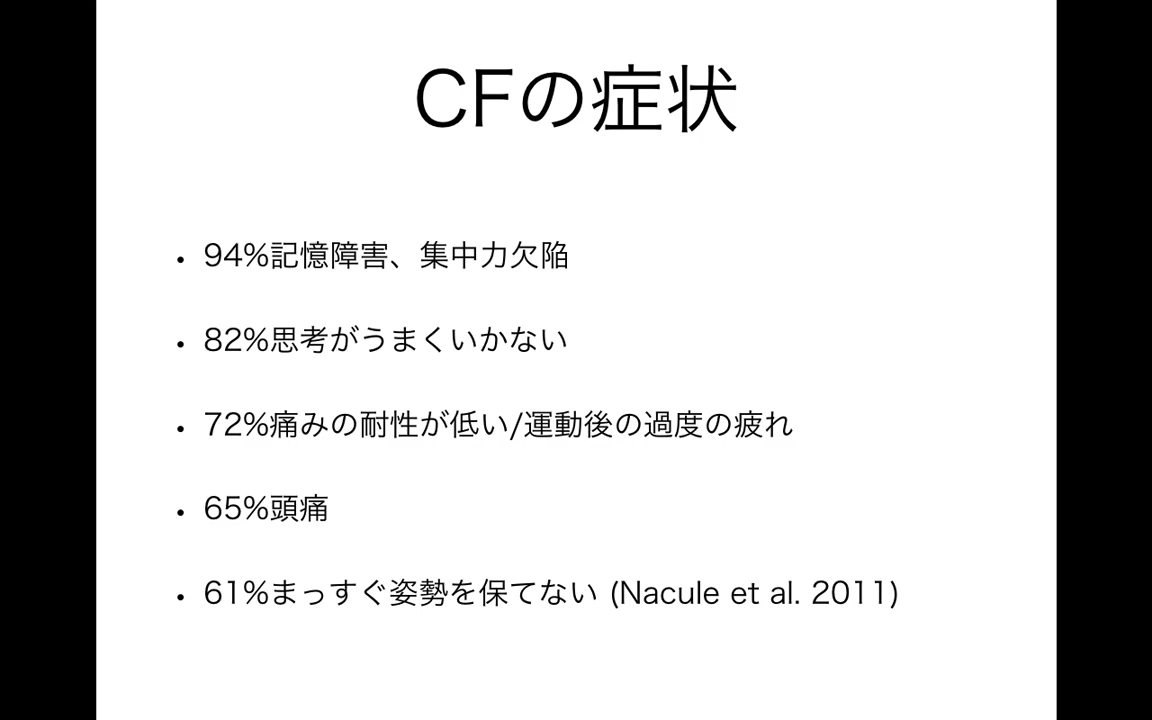 CFの症状
・94%記憶障害、集中力欠陥
・82%思考がうまくいかない
・72%痛みの耐性が低い/運動後の過度の疲れ
・65%頭痛
・61%まっすぐ姿勢を保てない (Nacule et al. 2011)